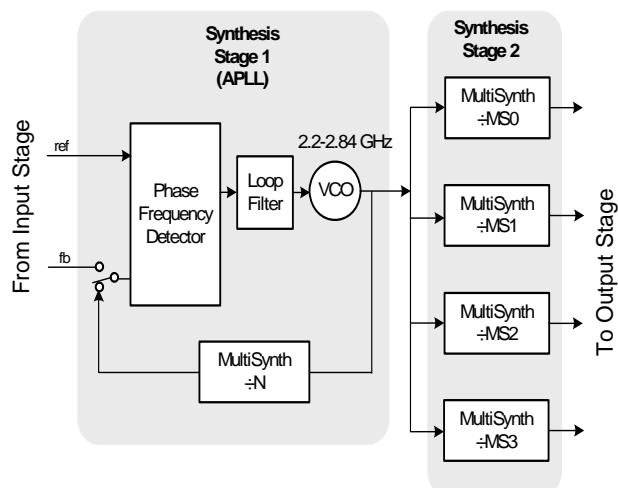 Synthesis
Stage 1
(APLL)
Synthesis
Stage 2
From Input Stage
ref
fb
Phase
Frequency
Detector
Loop
Filter
2.2-2.84 GHz
VCO
MultiSynth
÷N
MultiSynth
÷MS0
MultiSynth
÷MS1
MultiSynth
÷MS2
MultiSynth
÷MS3
To Output Stage